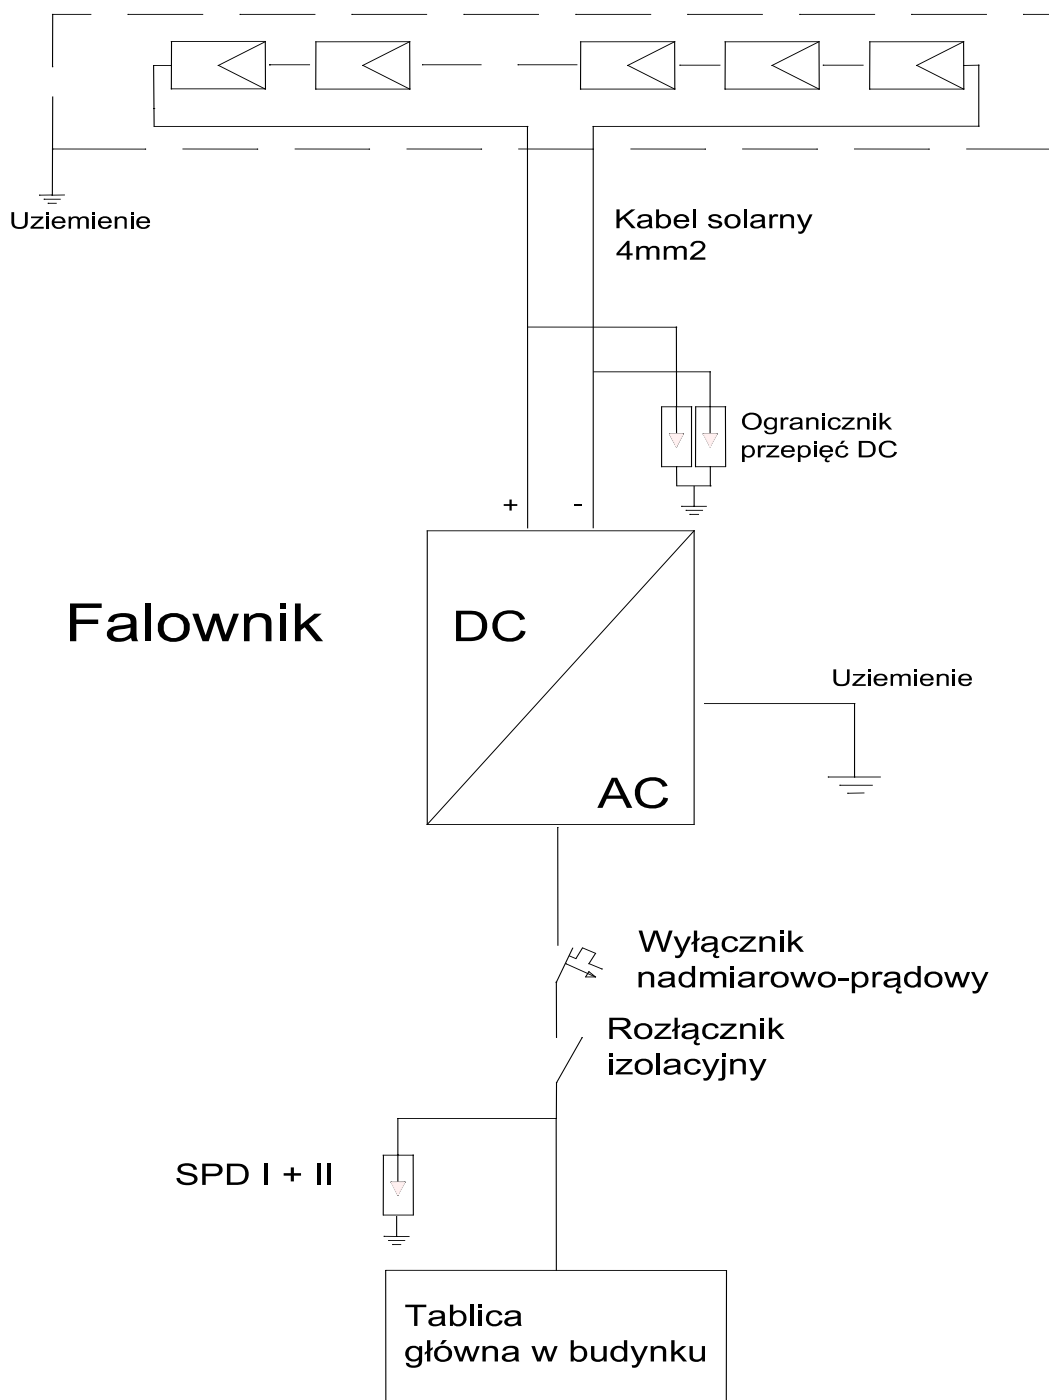 Uziemienie
Kabel solarny
4mm2
Ogranicznik
przepięć DC
+ -
Falownik
DC
Uziemienie
AC
Wyłącznik
nadmiarowo-prądowy
Rozłącznik
izolacyjny
SPD I + II
Tablica
główna w budynku